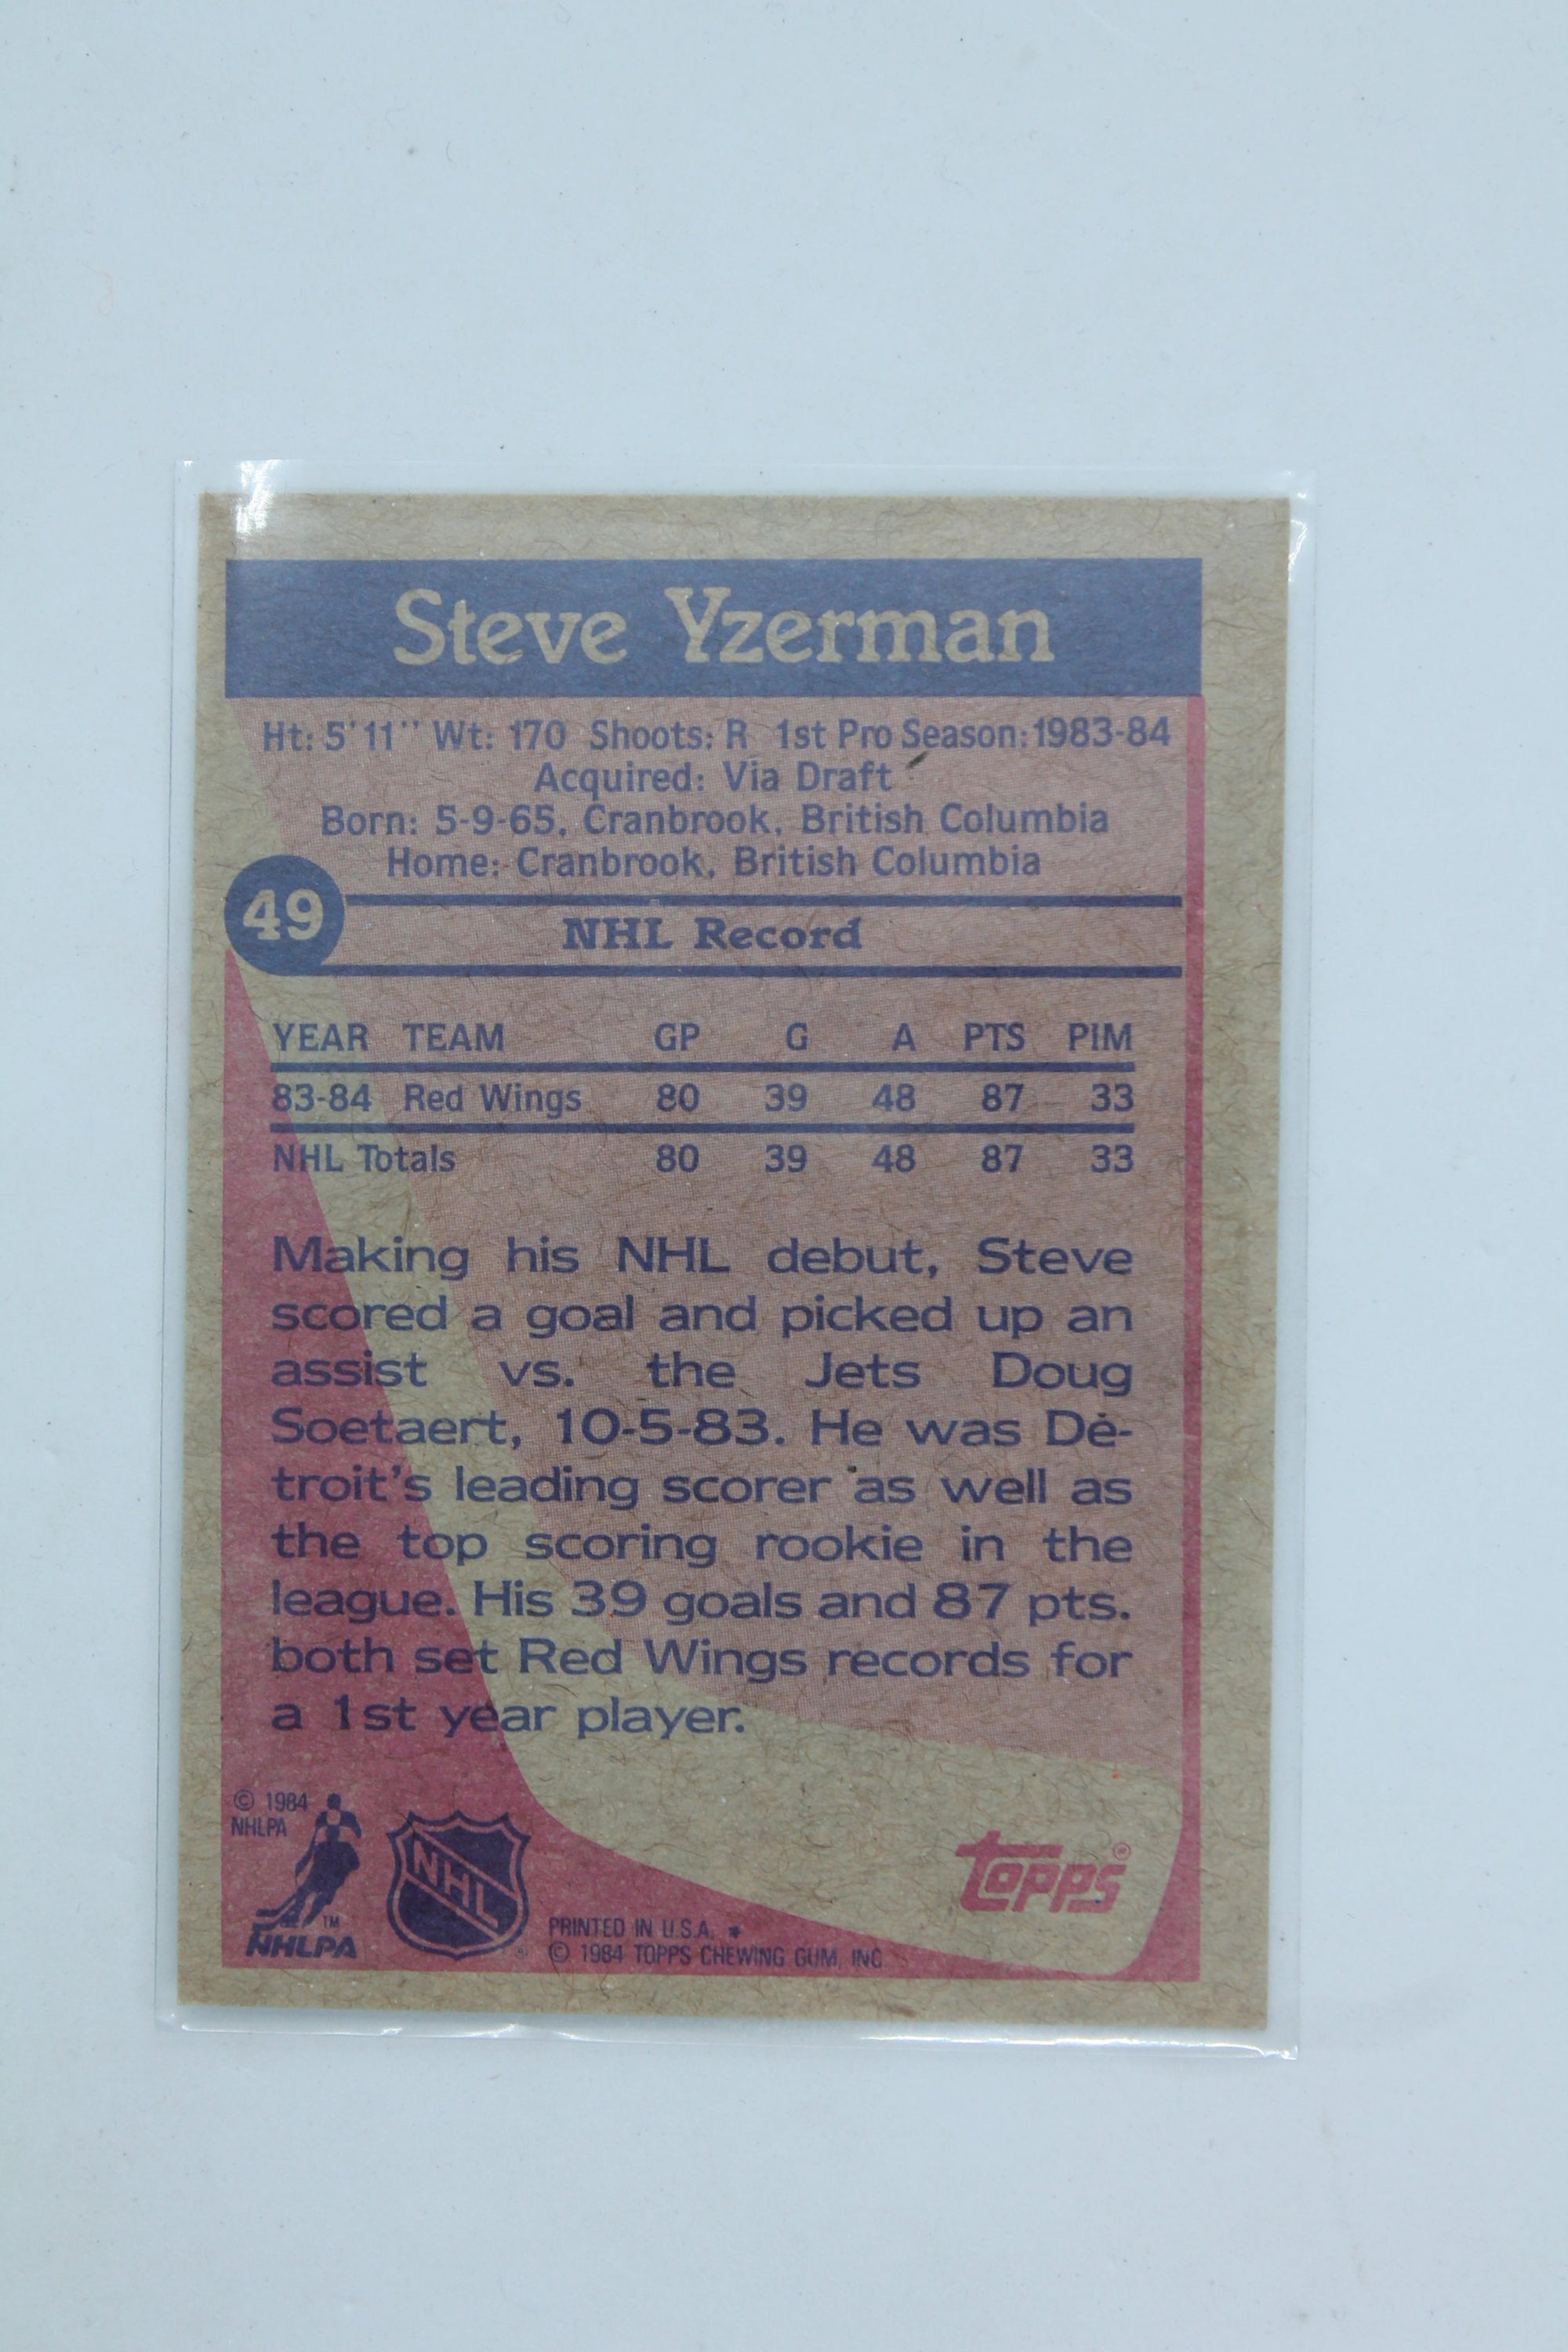 Steve Yzerman
Ht: 5'11" Wt: 170 Shoots: R 1st Pro Season: 1983-84
Acquired: Via Draft
Born: 5-9-65, Cranbrook, British Columbia
Home: Cranbrook, British Columbia
49
NHL Record
YEAR TEAM GP G A PTS PIM
83-84 Red Wings 80 39 48 87 33
NHL Totals 80 39 48 87 33
Making his NHL debut, Steve
scored a goal and picked up an
assist vs. the Jets Doug
Soetaert, 10-5-83. He was De-
troit's leading scorer as well as
the top scoring rookie in the
league. His 39 goals and 87 pts.
both set Red Wings records for
a 1st year player.
© 1984
NHLPA
TM
NHLPA
NHL
®
PRINTED IN U.S.A. *
© 1984 TOPPS CHEWING GUM, INC
topps®